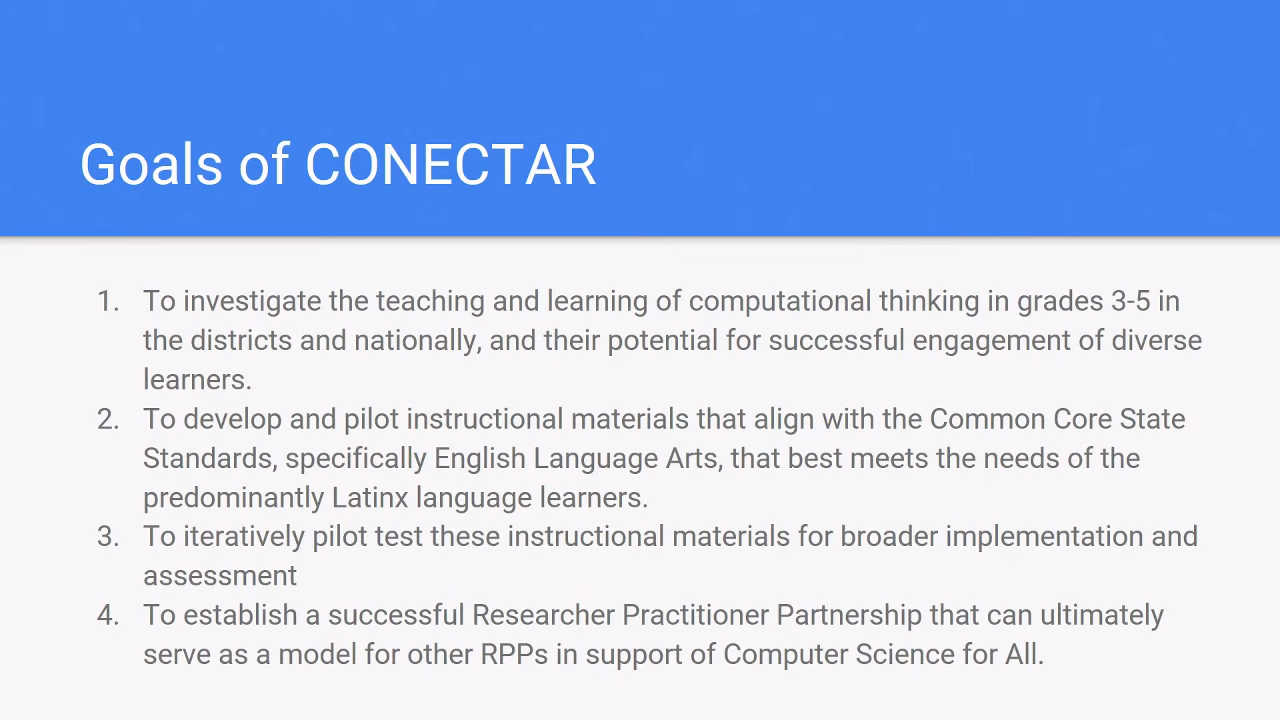 Goals of CONECTAR
1. To investigate the teaching and learning of computational thinking in grades 3-5 in
the districts and nationally, and their potential for successful engagement of diverse
learners.
2. To develop and pilot instructional materials that align with the Common Core State
Standards, specifically English Language Arts, that best meets the needs of the
predominantly Latinx language learners.
3. To iteratively pilot test these instructional materials for broader implementation and
assessment
4. To establish a successful Researcher Practitioner Partnership that can ultimately
serve as a model for other RPPs in support of Computer Science for All.